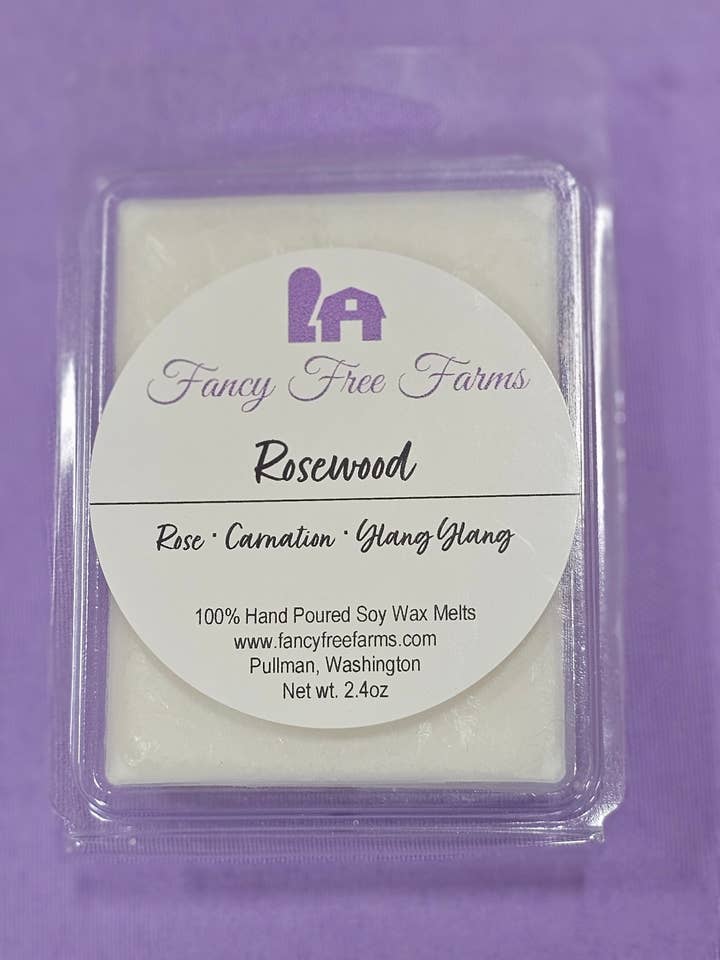 Fancy Free Farms
Rosewood
Rose · Carnation · Ylang Ylang
100% Hand Poured Soy Wax Melts
www.fancyfreefarms.com
Pullman, Washington
Net wt. 2.4oz